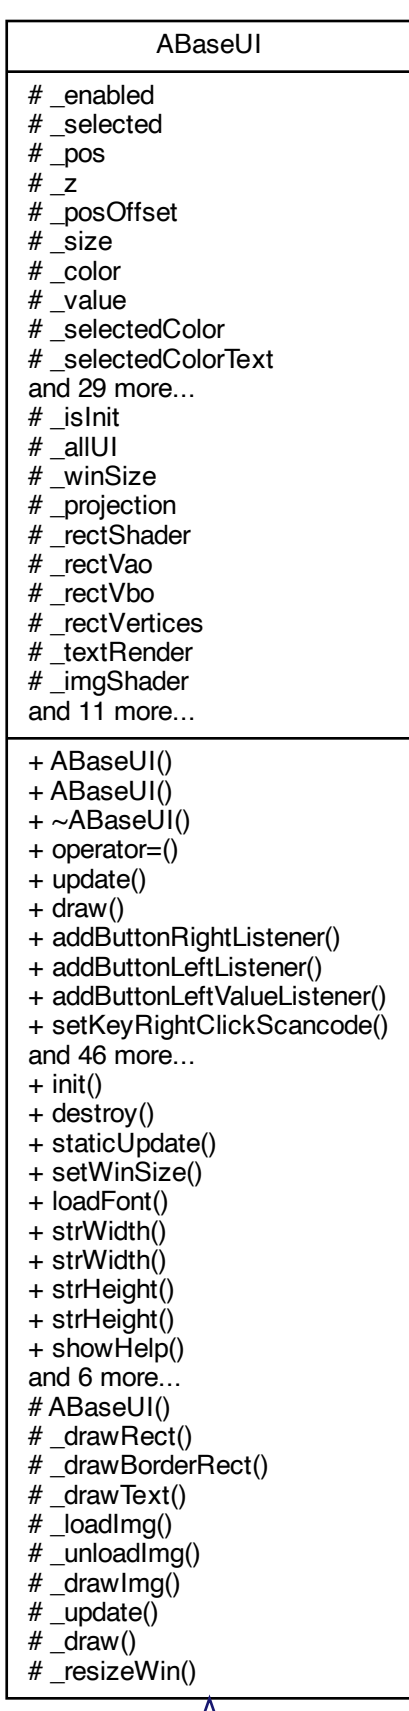 ABaseUI
# _enabled
# _selected
# _pos
# _z
# _posOffset
# _size
# _color
# _value
# _selectedColor
# _selectedColorText
and 29 more...
# _isInit
# _allUI
# _winSize
# _projection
# _rectShader
# _rectVao
# _rectVbo
# _rectVertices
# _textRender
# _imgShader
and 11 more...
+ ABaseUI()
+ ABaseUI()
+ ~ABaseUI()
+ operator=()
+ update()
+ draw()
+ addButtonRightListener()
+ addButtonLeftListener()
+ addButtonLeftValueListener()
+ setKeyRightClickScancode()
and 46 more...
+ init()
+ destroy()
+ staticUpdate()
+ setWinSize()
+ loadFont()
+ strWidth()
+ strWidth()
+ strHeight()
+ strHeight()
+ showHelp()
and 6 more...
# ABaseUI()
# _drawRect()
# _drawBorderRect()
# _drawText()
# _loadImg()
# _unloadImg()
# _drawImg()
# _update()
# _draw()
# _resizeWin()